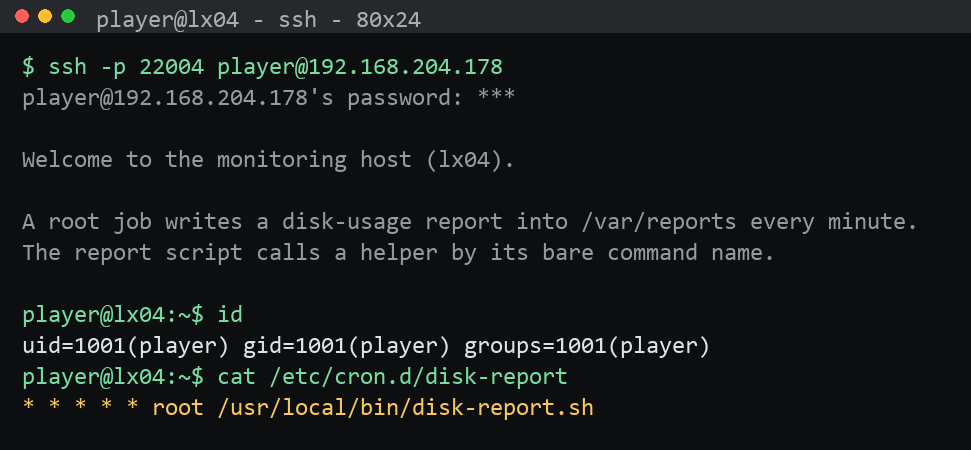 player@lx04 - ssh - 80x24
$ ssh -p 22004 player@192.168.204.178
player@192.168.204.178's password: ***
Welcome to the monitoring host (lx04).
A root job writes a disk-usage report into /var/reports every minute.
The report script calls a helper by its bare command name.
player@lx04:~$ id
uid=1001(player) gid=1001(player) groups=1001(player)
player@lx04:~$ cat /etc/cron.d/disk-report
* * * * * root /usr/local/bin/disk-report.sh